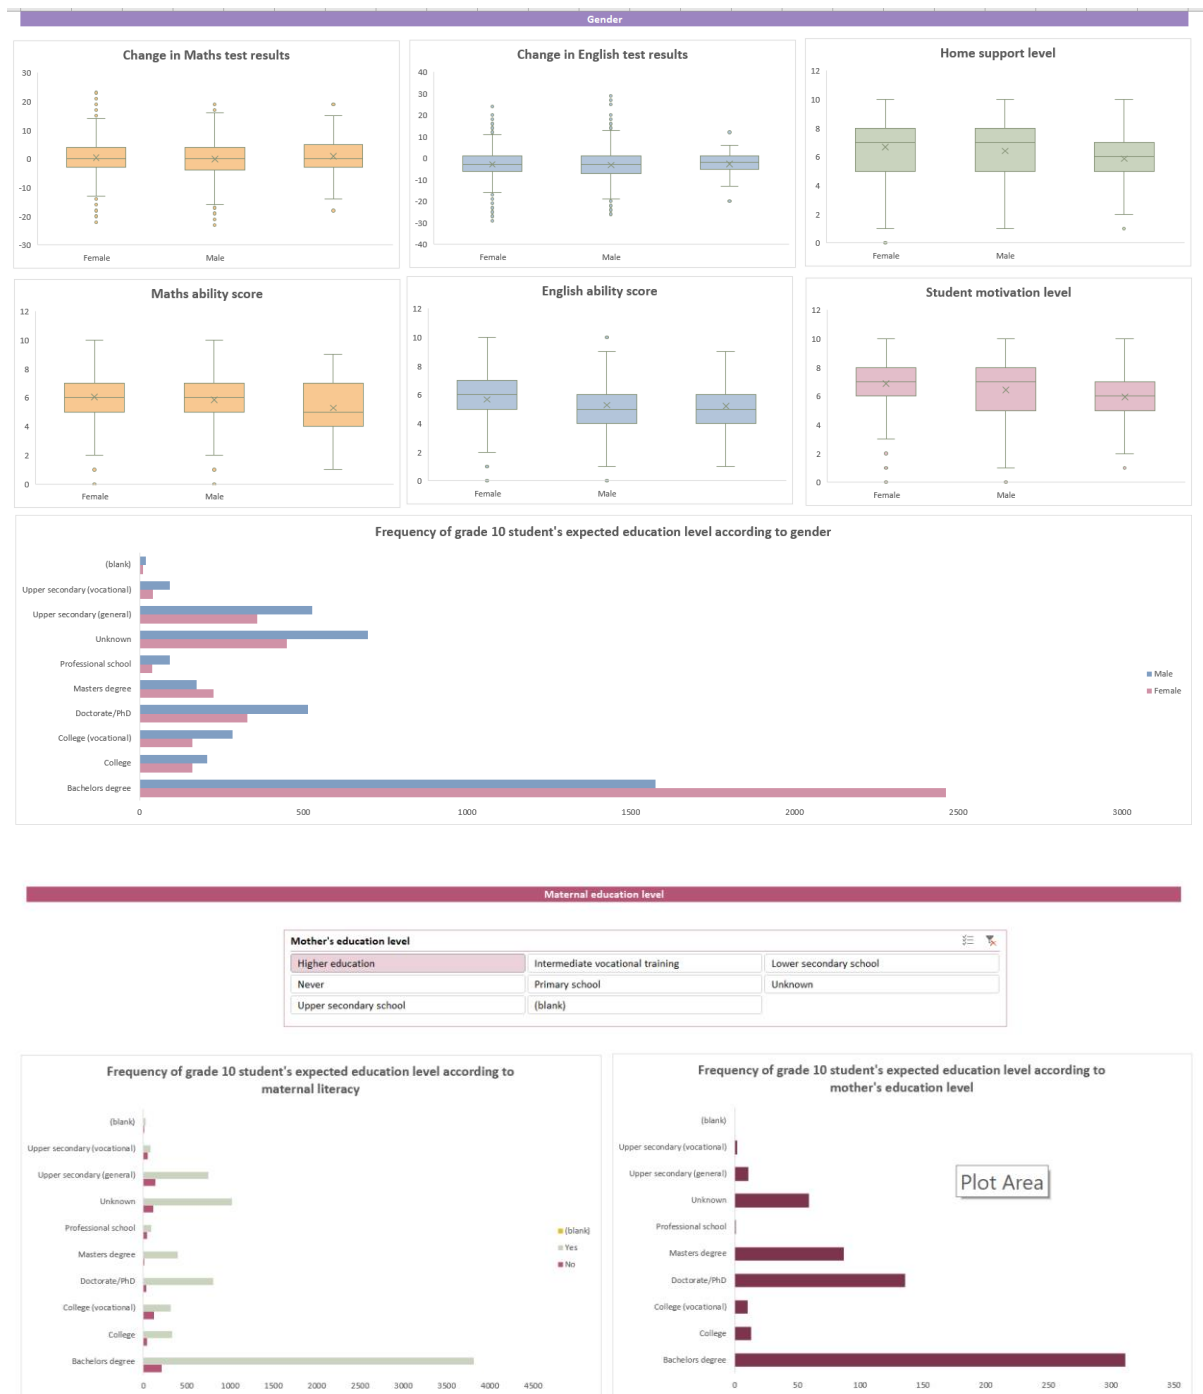 Gender
Change in Maths test results
30
20
10
0
-10
-20
-30
Female
Male
Change in English test results
40
30
20
10
0
-10
-20
-30
-40
Female
Male
Home support level
12
10
8
6
4
2
0
Female
Male
Maths ability score
12
10
8
6
4
2
0
Female
Male
English ability score
12
10
8
6
4
2
0
Female
Male
Student motivation level
12
10
8
6
4
2
0
Female
Male
Frequency of grade 10 student's expected education level according to gender
(blank)
Upper secondary (vocational)
Upper secondary (general)
Unknown
Professional school
Masters degree
Doctorate/PhD
College (vocational)
College
Bachelors degree
0 500 1000 1500 2000 2500 3000
Male
Female
Maternal education level
Mother's education level
Higher education Intermediate vocational training Lower secondary school
Never Primary school Unknown
Upper secondary school (blank)
Frequency of grade 10 student's expected education level according to
maternal literacy
(blank)
Upper secondary (vocational)
Upper secondary (general)
Unknown
Professional school
Masters degree
Doctorate/PhD
College (vocational)
College
Bachelors degree
0 500 1000 1500 2000 2500 3000 3500 4000 4500
(blank)
Yes
No
Frequency of grade 10 student's expected education level according to
mother's education level
(blank)
Upper secondary (vocational)
Upper secondary (general)
Unknown
Professional school
Masters degree
Doctorate/PhD
College (vocational)
College
Bachelors degree
0 50 100 150 200 250 300 350
Plot Area